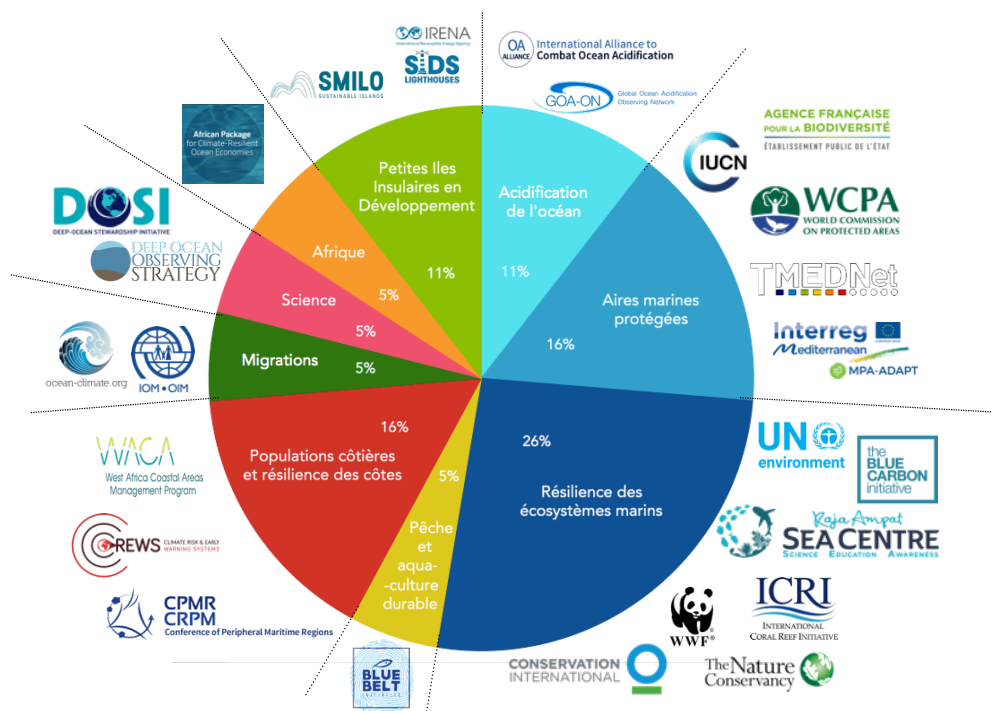 IRENA
International Renewable Energy Agency
SIDS
LIGHTHOUSES
SMILO
SUSTAINABLE ISLANDS
OA
ALLIANCE
International Alliance to
Combat Ocean Acidification
GOA-ON
Global Ocean Acidification
Observing Network
African Package
for Climate-Resilient
Ocean Economies
AGENCE FRANÇAISE
POUR LA BIODIVERSITÉ
ÉTABLISSEMENT PUBLIC DE L'ÉTAT
IUCN
WCPA
WORLD COMMISSION
ON PROTECTED AREAS
TMEDNet
Interreg
Mediterranean
MPA-ADAPT
DOSI
DEEP-OCEAN STEWARDSHIP INITIATIVE
DEEP OCEAN
OBSERVING
STRATEGY
ocean-climate.org
IOM • OIM
Petites Iles
Insulaires en
Développement
11%
Acidification
de l'océan
11%
Afrique
5%
Aires marines
protégées
16%
Science
5%
Migrations
5%
16%
Populations côtières
et résilience des côtes
26%
Résilience des
écosystèmes marins
5%
Pêche
et
aqua-
-culture
durable
WACA
West Africa Coastal Areas
Management Program
CREWS
CLIMATE RISK & EARLY
WARNING SYSTEMS
CPMR
CRPM
Conference of Peripheral Maritime Regions
BLUE
BELT
INITIATIVE
UN
environment
the
BLUE
CARBON
initiative
Raja Ampat
SEA CENTRE
SCIENCE EDUCATION AWARENESS
WWF®
ICRI
INTERNATIONAL
CORAL REEF INITIATIVE
CONSERVATION
INTERNATIONAL
The Nature
Conservancy